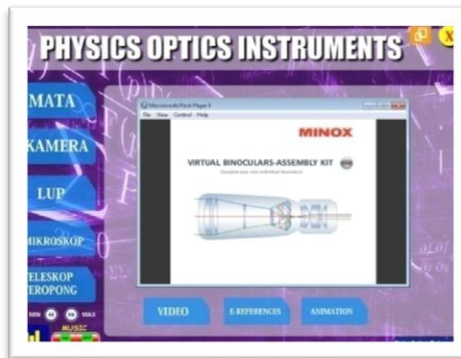 PHYSICS OPTICS INSTRUMENTS
X
MATA
KAMERA
LUP
MIKROSKOP
TELESKOP
TEROPONG
MIN
MAX
MUSIC
Macromedia Flash Player 8
File View Control Help
MINOX
VIRTUAL BINOCULARS-ASSEMBLY KIT
VIDEO
E-REFERENCES
ANIMATION